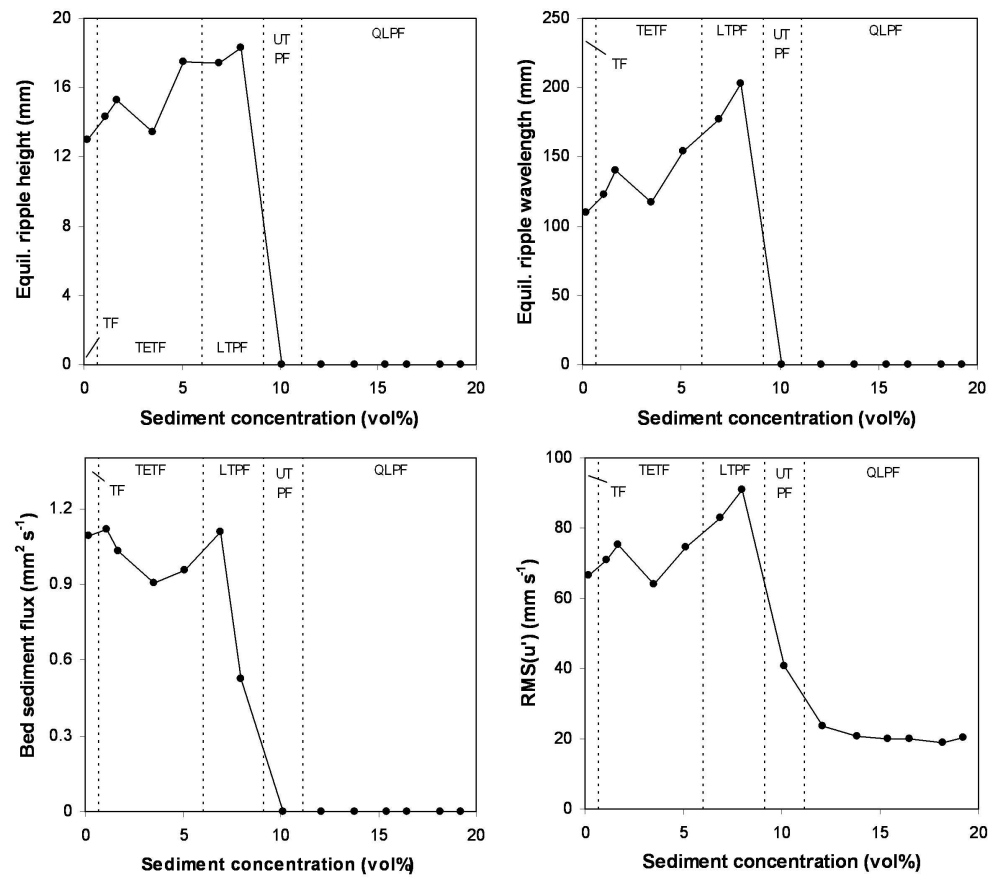 Equil. ripple height (mm)
20
16
12
8
4
0
UT
PF
QLPF
TF
TETF
LTPF
0
5
10
15
20
Sediment concentration (vol%)
Equil. ripple wavelength (mm)
250
200
150
100
50
0
TETF
LTPF
UT
PF
QLPF
TF
0
5
10
15
20
Sediment concentration (vol%)
Bed sediment flux (mm² s⁻¹)
1.2
0.9
0.6
0.3
0
TETF
LTPF
UT
PF
QLPF
TF
0
5
10
15
20
Sediment concentration (vol%)
RMS(u') (mm s⁻¹)
100
80
60
40
20
0
TETF
LTPF
UT
PF
QLPF
TF
0
5
10
15
20
Sediment concentration (vol%)